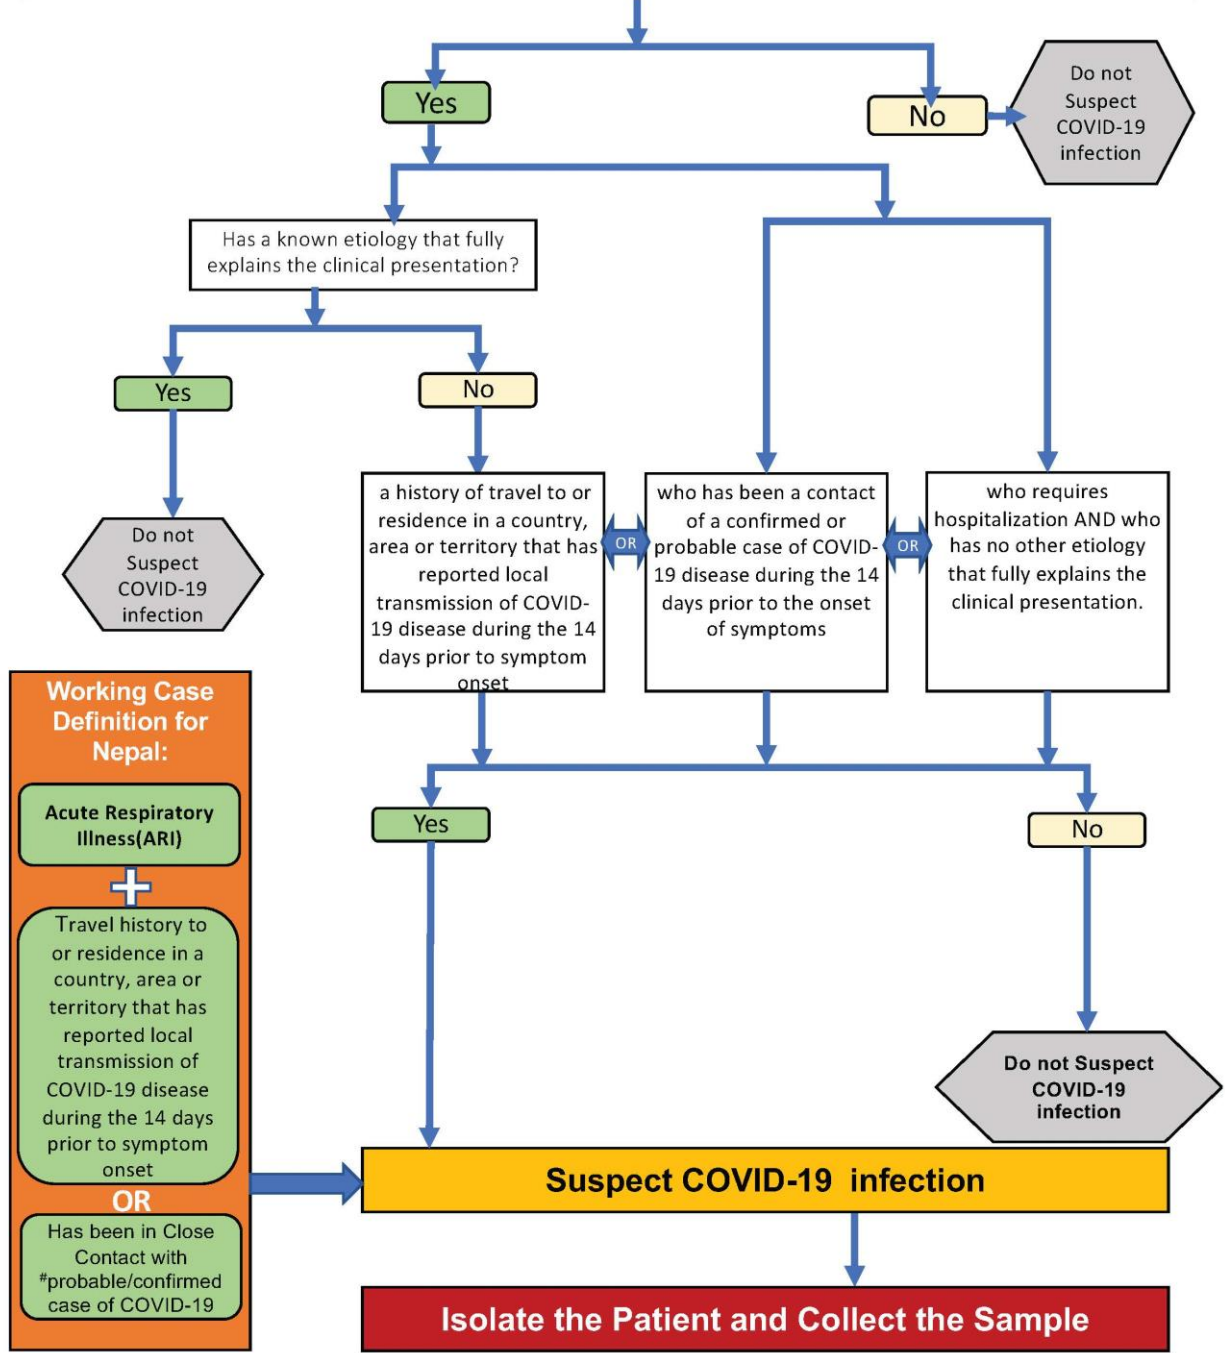 Yes
No
Do not
Suspect
COVID-19
infection
Has a known etiology that fully
explains the clinical presentation?
Yes
No
Do not
Suspect
COVID-19
infection
a history of travel to or
residence in a country,
area or territory that has
reported local
transmission of COVID-
19 disease during the 14
days prior to symptom
onset
OR
who has been a contact
of a confirmed or
probable case of COVID-
19 disease during the 14
days prior to the onset
of symptoms
OR
who requires
hospitalization AND who
has no other etiology
that fully explains the
clinical presentation.
Yes
No
Do not Suspect
COVID-19
infection
Working Case
Definition for
Nepal:
Acute Respiratory
Illness(ARI)
+
Travel history to
or residence in a
country, area or
territory that has
reported local
transmission of
COVID-19 disease
during the 14 days
prior to symptom
onset
OR
Has been in Close
Contact with
#probable/confirmed
case of COVID-19
Suspect COVID-19 infection
Isolate the Patient and Collect the Sample